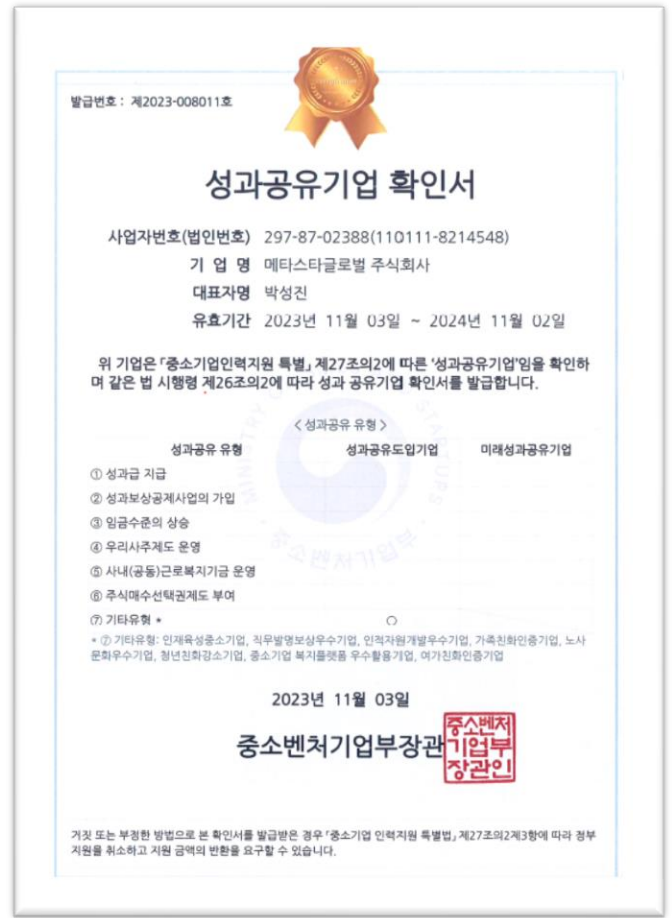 발급번호 : 제2023-008011호
성과공유기업 확인서
사업자번호(법인번호) 297-87-02388(110111-8214548)
기 업 명 메타스타글로벌 주식회사
대표자명 박성진
유효기간 2023년 11월 03일 ~ 2024년 11월 02일
위 기업은 「중소기업인력지원 특별」 제27조의2에 따른 '성과공유기업'임을 확인하
며 같은 법 시행령 제26조의2에 따라 성과 공유기업 확인서를 발급합니다.
< 성과공유 유형 >
성과공유 유형 성과공유도입기업 미래성과공유기업
① 성과급 지급
② 성과보상공제사업의 가입
③ 임금수준의 상승
④ 우리사주제도 운영
⑤ 사내(공동)근로복지기금 운영
⑥ 주식매수선택권제도 부여
⑦ 기타유형 * ○
* ⑦ 기타유형: 인재육성중소기업, 직무발명보상우수기업, 인적자원개발우수기업, 가족친화인증기업, 노사
문화우수기업, 청년친화강소기업, 중소기업 복지플랫폼 우수활용기업, 여가친화인증기업
2023년 11월 03일
중소벤처기업부장관
중소벤처
기업부
장관인
거짓 또는 부정한 방법으로 본 확인서를 발급받은 경우 「중소기업 인력지원 특별법」 제27조의2제3항에 따라 정부
지원을 취소하고 지원 금액의 반환을 요구할 수 있습니다.
중소벤처기업부